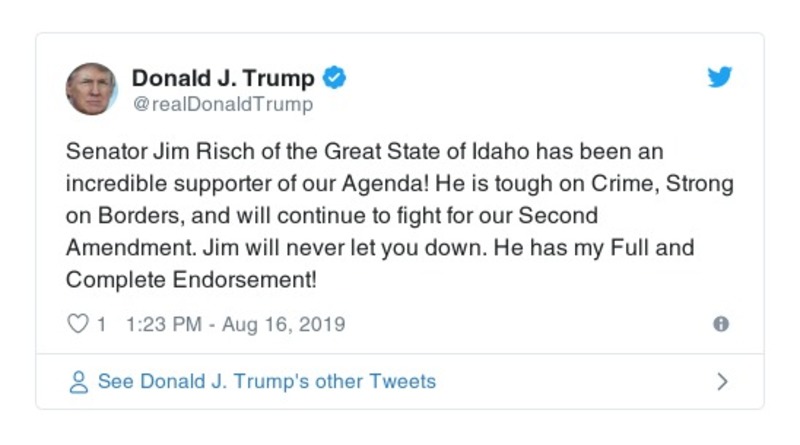 Donald J. Trump
@realDonaldTrump
Senator Jim Risch of the Great State of Idaho has been an
incredible supporter of our Agenda! He is tough on Crime, Strong
on Borders, and will continue to fight for our Second
Amendment. Jim will never let you down. He has my Full and
Complete Endorsement!
1 1:23 PM - Aug 16, 2019
See Donald J. Trump's other Tweets